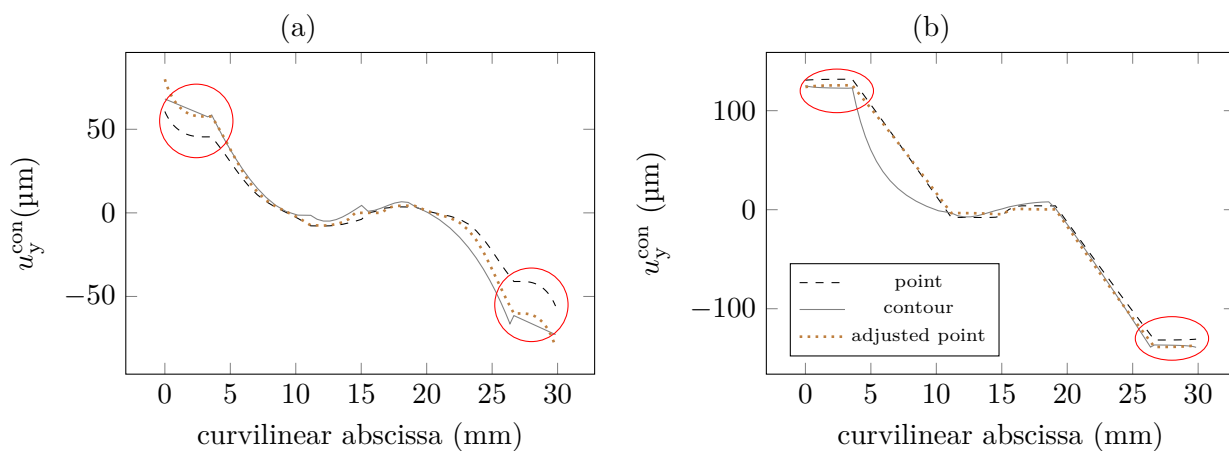 (a)
50
0
−50
0 5 10 15 20 25 30
curvilinear abscissa (mm)
u_y^con(µm)
(b)
100
0
−100
0 5 10 15 20 25 30
curvilinear abscissa (mm)
u_y^con (µm)
point
contour
adjusted point